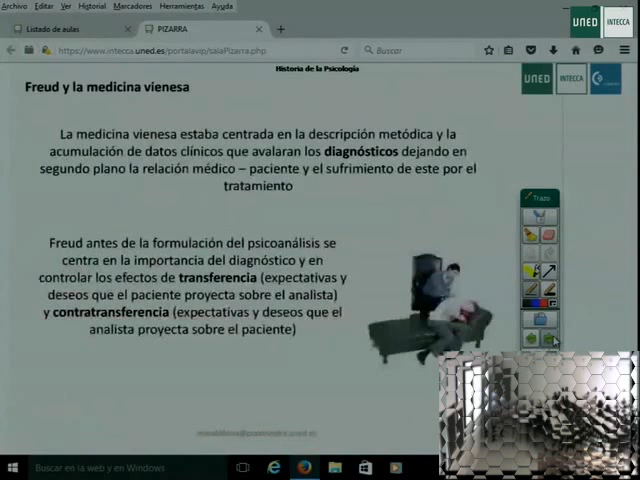 Archivo Editar Ver Historial Marcadores Herramientas Ayuda
Listado de aulas
PIZARRA
UNED INTECCA
https://www.intecca.uned.es/portalavip/salaPizarra.php
Buscar
Historia de la Psicología
UNED INTECCA
Freud y la medicina vienesa
La medicina vienesa estaba centrada en la descripción metódica y la
acumulación de datos clínicos que avalaran los diagnósticos dejando en
segundo plano la relación médico – paciente y el sufrimiento de este por el
tratamiento
Trazo
Freud antes de la formulación del psicoanálisis se
centra en la importancia del diagnóstico y en
controlar los efectos de transferencia (expectativas y
deseos que el paciente proyecta sobre el analista)
y contratransferencia (expectativas y deseos que el
analista proyecta sobre el paciente)
Buscar en la web y en Windows